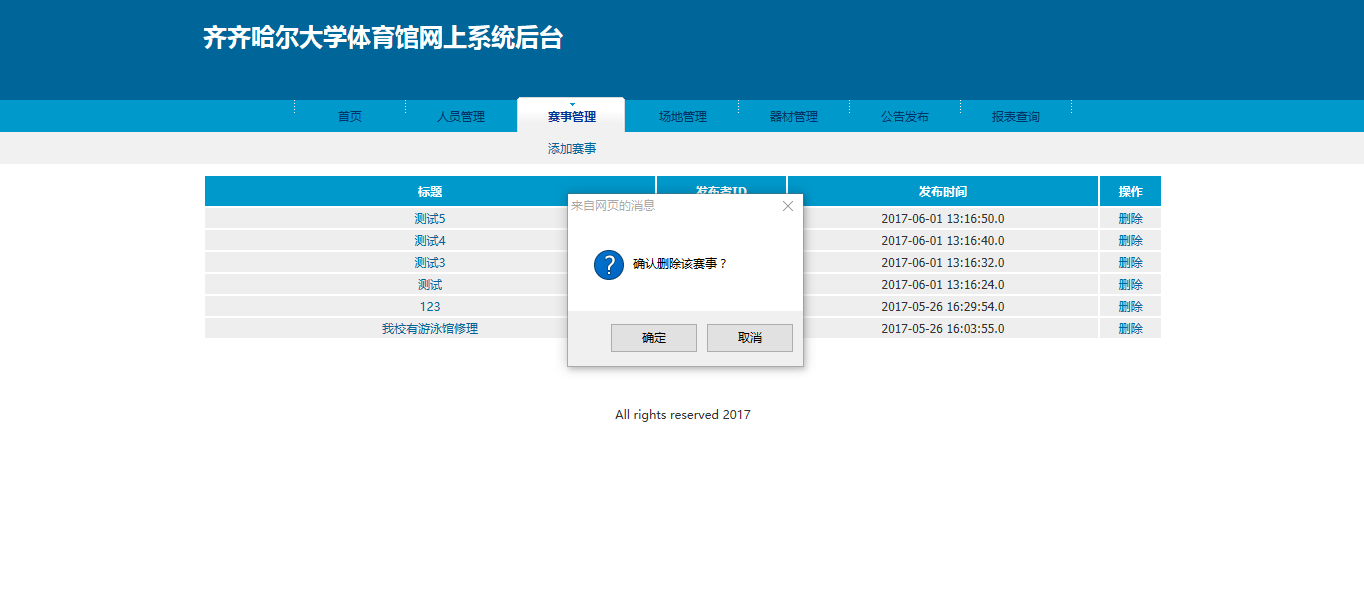 齐齐哈尔大学体育馆网上系统后台
首页 人员管理 赛事管理 场地管理 器材管理 公告发布 报表查询
添加赛事
标题 发布者ID 发布时间 操作
来自网页的消息
测试5 2017-06-01 13:16:50.0 删除
测试4 2017-06-01 13:16:40.0 删除
测试3 2017-06-01 13:16:32.0 删除
确认删除该赛事？
测试 2017-06-01 13:16:24.0 删除
123 2017-05-26 16:29:54.0 删除
我校有游泳馆修理 2017-05-26 16:03:55.0 删除
确定 取消
All rights reserved 2017